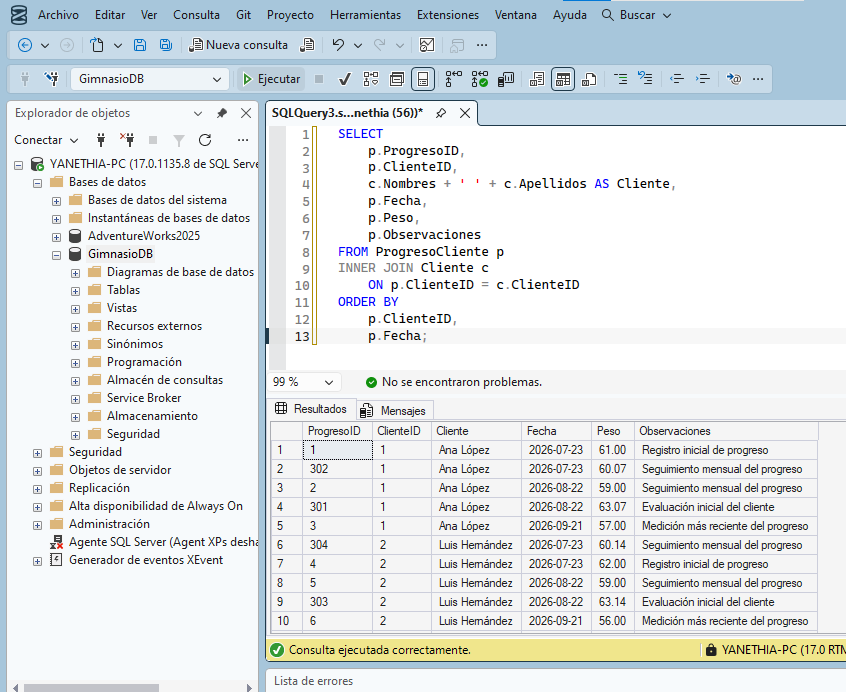 Archivo Editar Ver Consulta Git Proyecto Herramientas Extensiones Ventana Ayuda Buscar
Nueva consulta
GimnasioDB Ejecutar
Explorador de objetos
Conectar
YANETHIA-PC (17.0.1135.8 de SQL Serve
Bases de datos
Bases de datos del sistema
Instantáneas de bases de datos
AdventureWorks2025
GimnasioDB
Diagramas de base de datos
Tablas
Vistas
Recursos externos
Sinónimos
Programación
Almacén de consultas
Service Broker
Almacenamiento
Seguridad
Seguridad
Objetos de servidor
Replicación
Alta disponibilidad de Always On
Administración
Agente SQL Server (Agent XPs desha
Generador de eventos XEvent
SQLQuery3.s...nethia (56))*
1 SELECT
2 p.ProgresoID,
3 p.ClienteID,
4 c.Nombres + ' ' + c.Apellidos AS Cliente,
5 p.Fecha,
6 p.Peso,
7 p.Observaciones
8 FROM ProgresoCliente p
9 INNER JOIN Cliente c
10 ON p.ClienteID = c.ClienteID
11 ORDER BY
12 p.ClienteID,
13 p.Fecha;
99 % No se encontraron problemas.
Resultados Mensajes
ProgresoID ClienteID Cliente Fecha Peso Observaciones
1 1 1 Ana López 2026-07-23 61.00 Registro inicial de progreso
2 302 1 Ana López 2026-07-23 60.07 Seguimiento mensual del progreso
3 2 1 Ana López 2026-08-22 59.00 Seguimiento mensual del progreso
4 301 1 Ana López 2026-08-22 63.07 Evaluación inicial del cliente
5 3 1 Ana López 2026-09-21 57.00 Medición más reciente del progreso
6 304 2 Luis Hernández 2026-07-23 60.14 Seguimiento mensual del progreso
7 4 2 Luis Hernández 2026-07-23 62.00 Registro inicial de progreso
8 5 2 Luis Hernández 2026-08-22 59.00 Seguimiento mensual del progreso
9 303 2 Luis Hernández 2026-08-22 63.14 Evaluación inicial del cliente
10 6 2 Luis Hernández 2026-09-21 56.00 Medición más reciente del progreso
Consulta ejecutada correctamente. YANETHIA-PC (17.0 RTM
Lista de errores